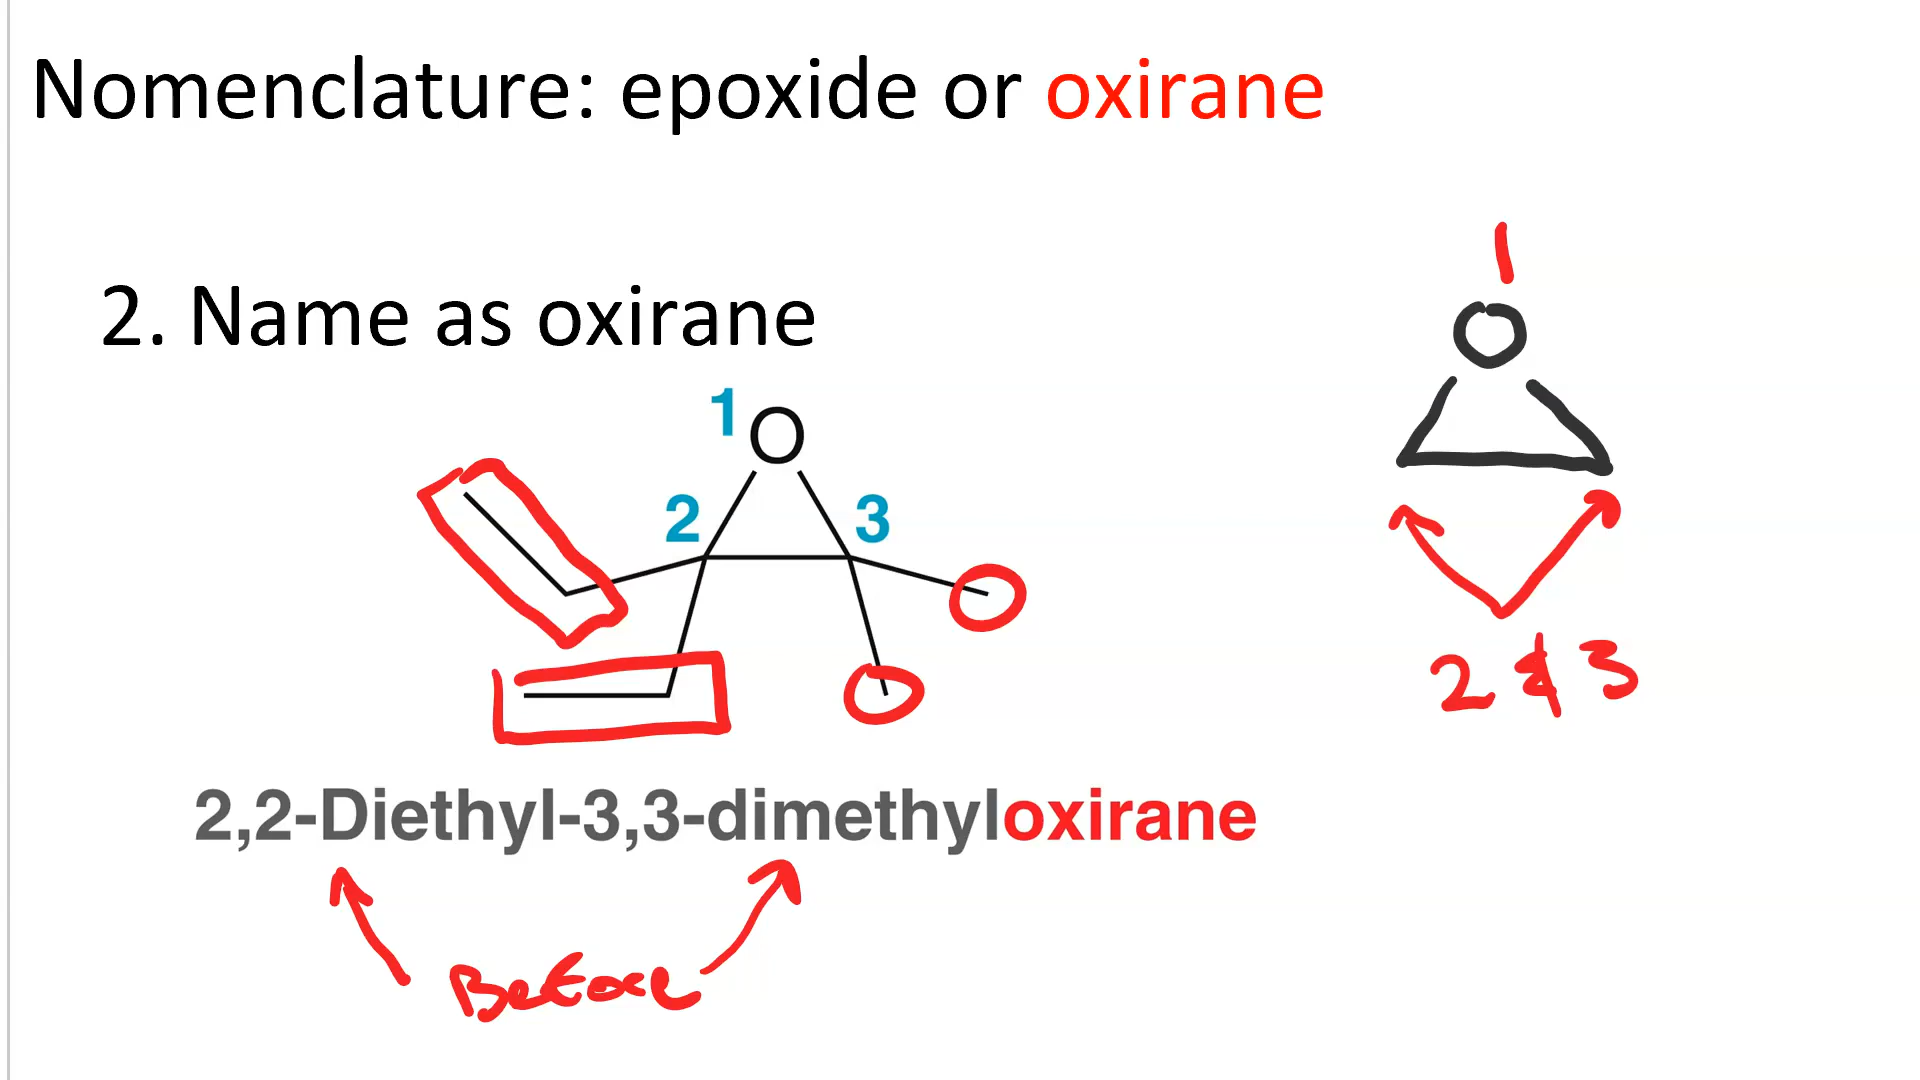 Nomenclature: epoxide or oxirane
1
2. Name as oxirane
O
1 O
2 3
2 & 3
2,2-Diethyl-3,3-dimethyloxirane
Before